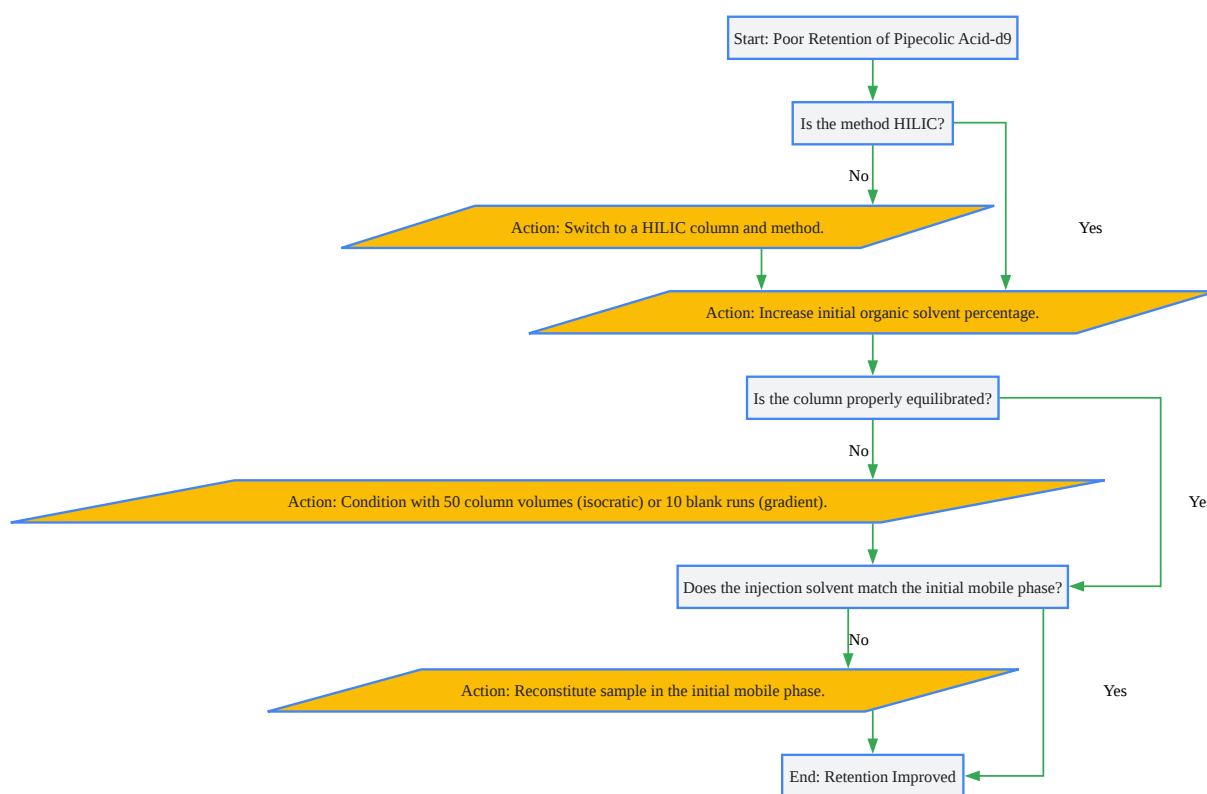 Start: Poor Retention of Pipecolic Acid-d9
Is the method HILIC?
No
Action: Switch to a HILIC column and method.
Yes
Action: Increase initial organic solvent percentage.
Is the column properly equilibrated?
No
Action: Condition with 50 column volumes (isocratic) or 10 blank runs (gradient).
Yes
Does the injection solvent match the initial mobile phase?
No
Action: Reconstitute sample in the initial mobile phase.
Yes
End: Retention Improved